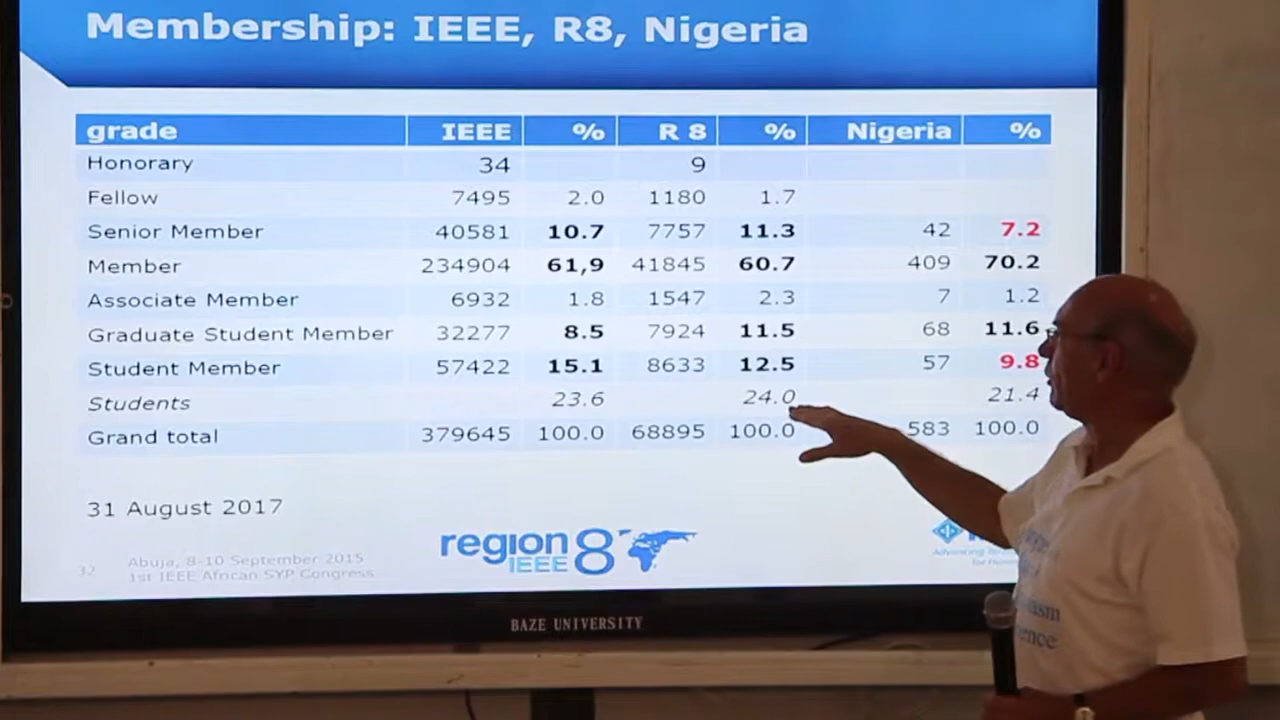 Membership: IEEE, R8, Nigeria
grade IEEE % R 8 % Nigeria %
Honorary 34 9
Fellow 7495 2.0 1180 1.7
Senior Member 40581 10.7 7757 11.3 42 7.2
Member 234904 61,9 41845 60.7 409 70.2
Associate Member 6932 1.8 1547 2.3 7 1.2
Graduate Student Member 32277 8.5 7924 11.5 68 11.6
Student Member 57422 15.1 8633 12.5 57 9.8
Students 23.6 24.0 21.4
Grand total 379645 100.0 68895 100.0 583 100.0
31 August 2017
region 8
IEEE
Advancing
for
32 Abuja, 8-10 September 2015
1st IEEE African SYP Congress
BAZE UNIVERSITY